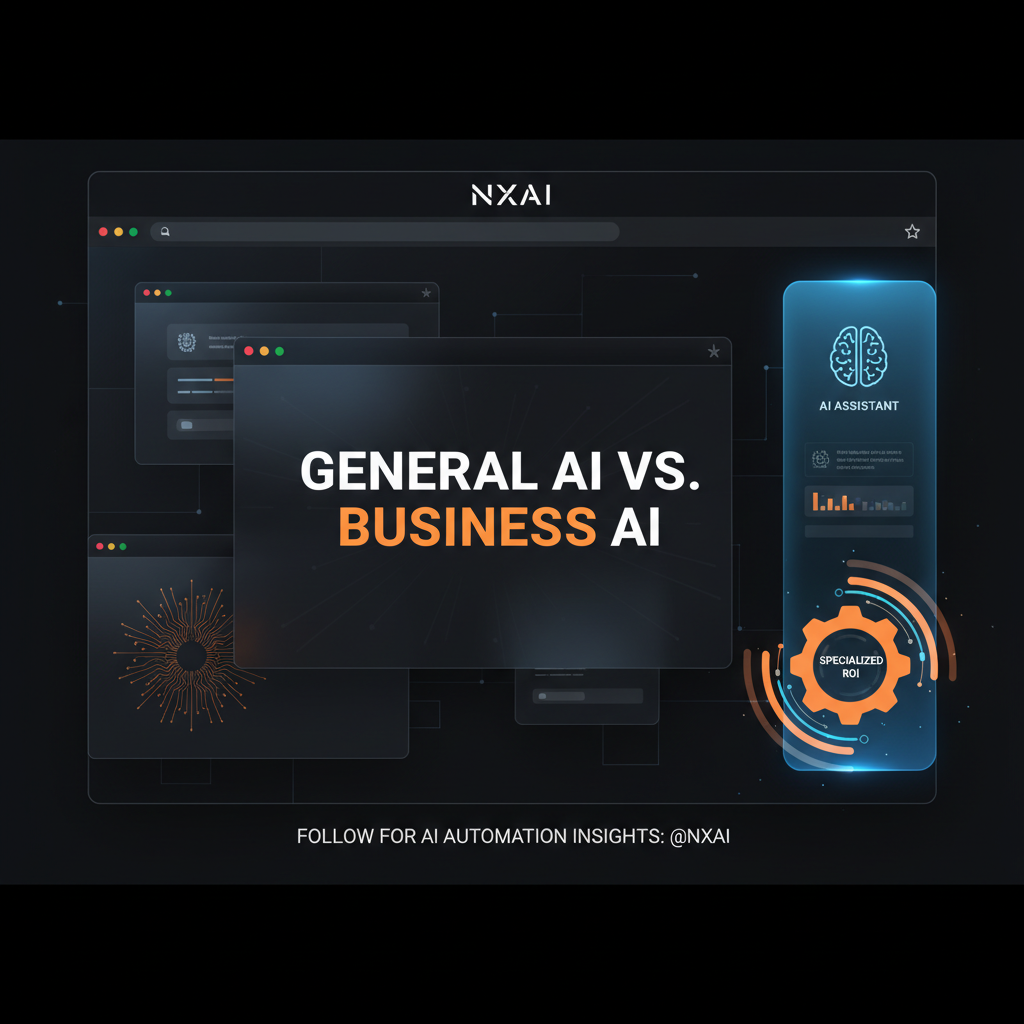 NXAI
GENERAL AI VS.
BUSINESS AI
AI ASSISTANT
SPECIALIZED
ROI
FOLLOW FOR AI AUTOMATION INSIGHTS: @NXAI